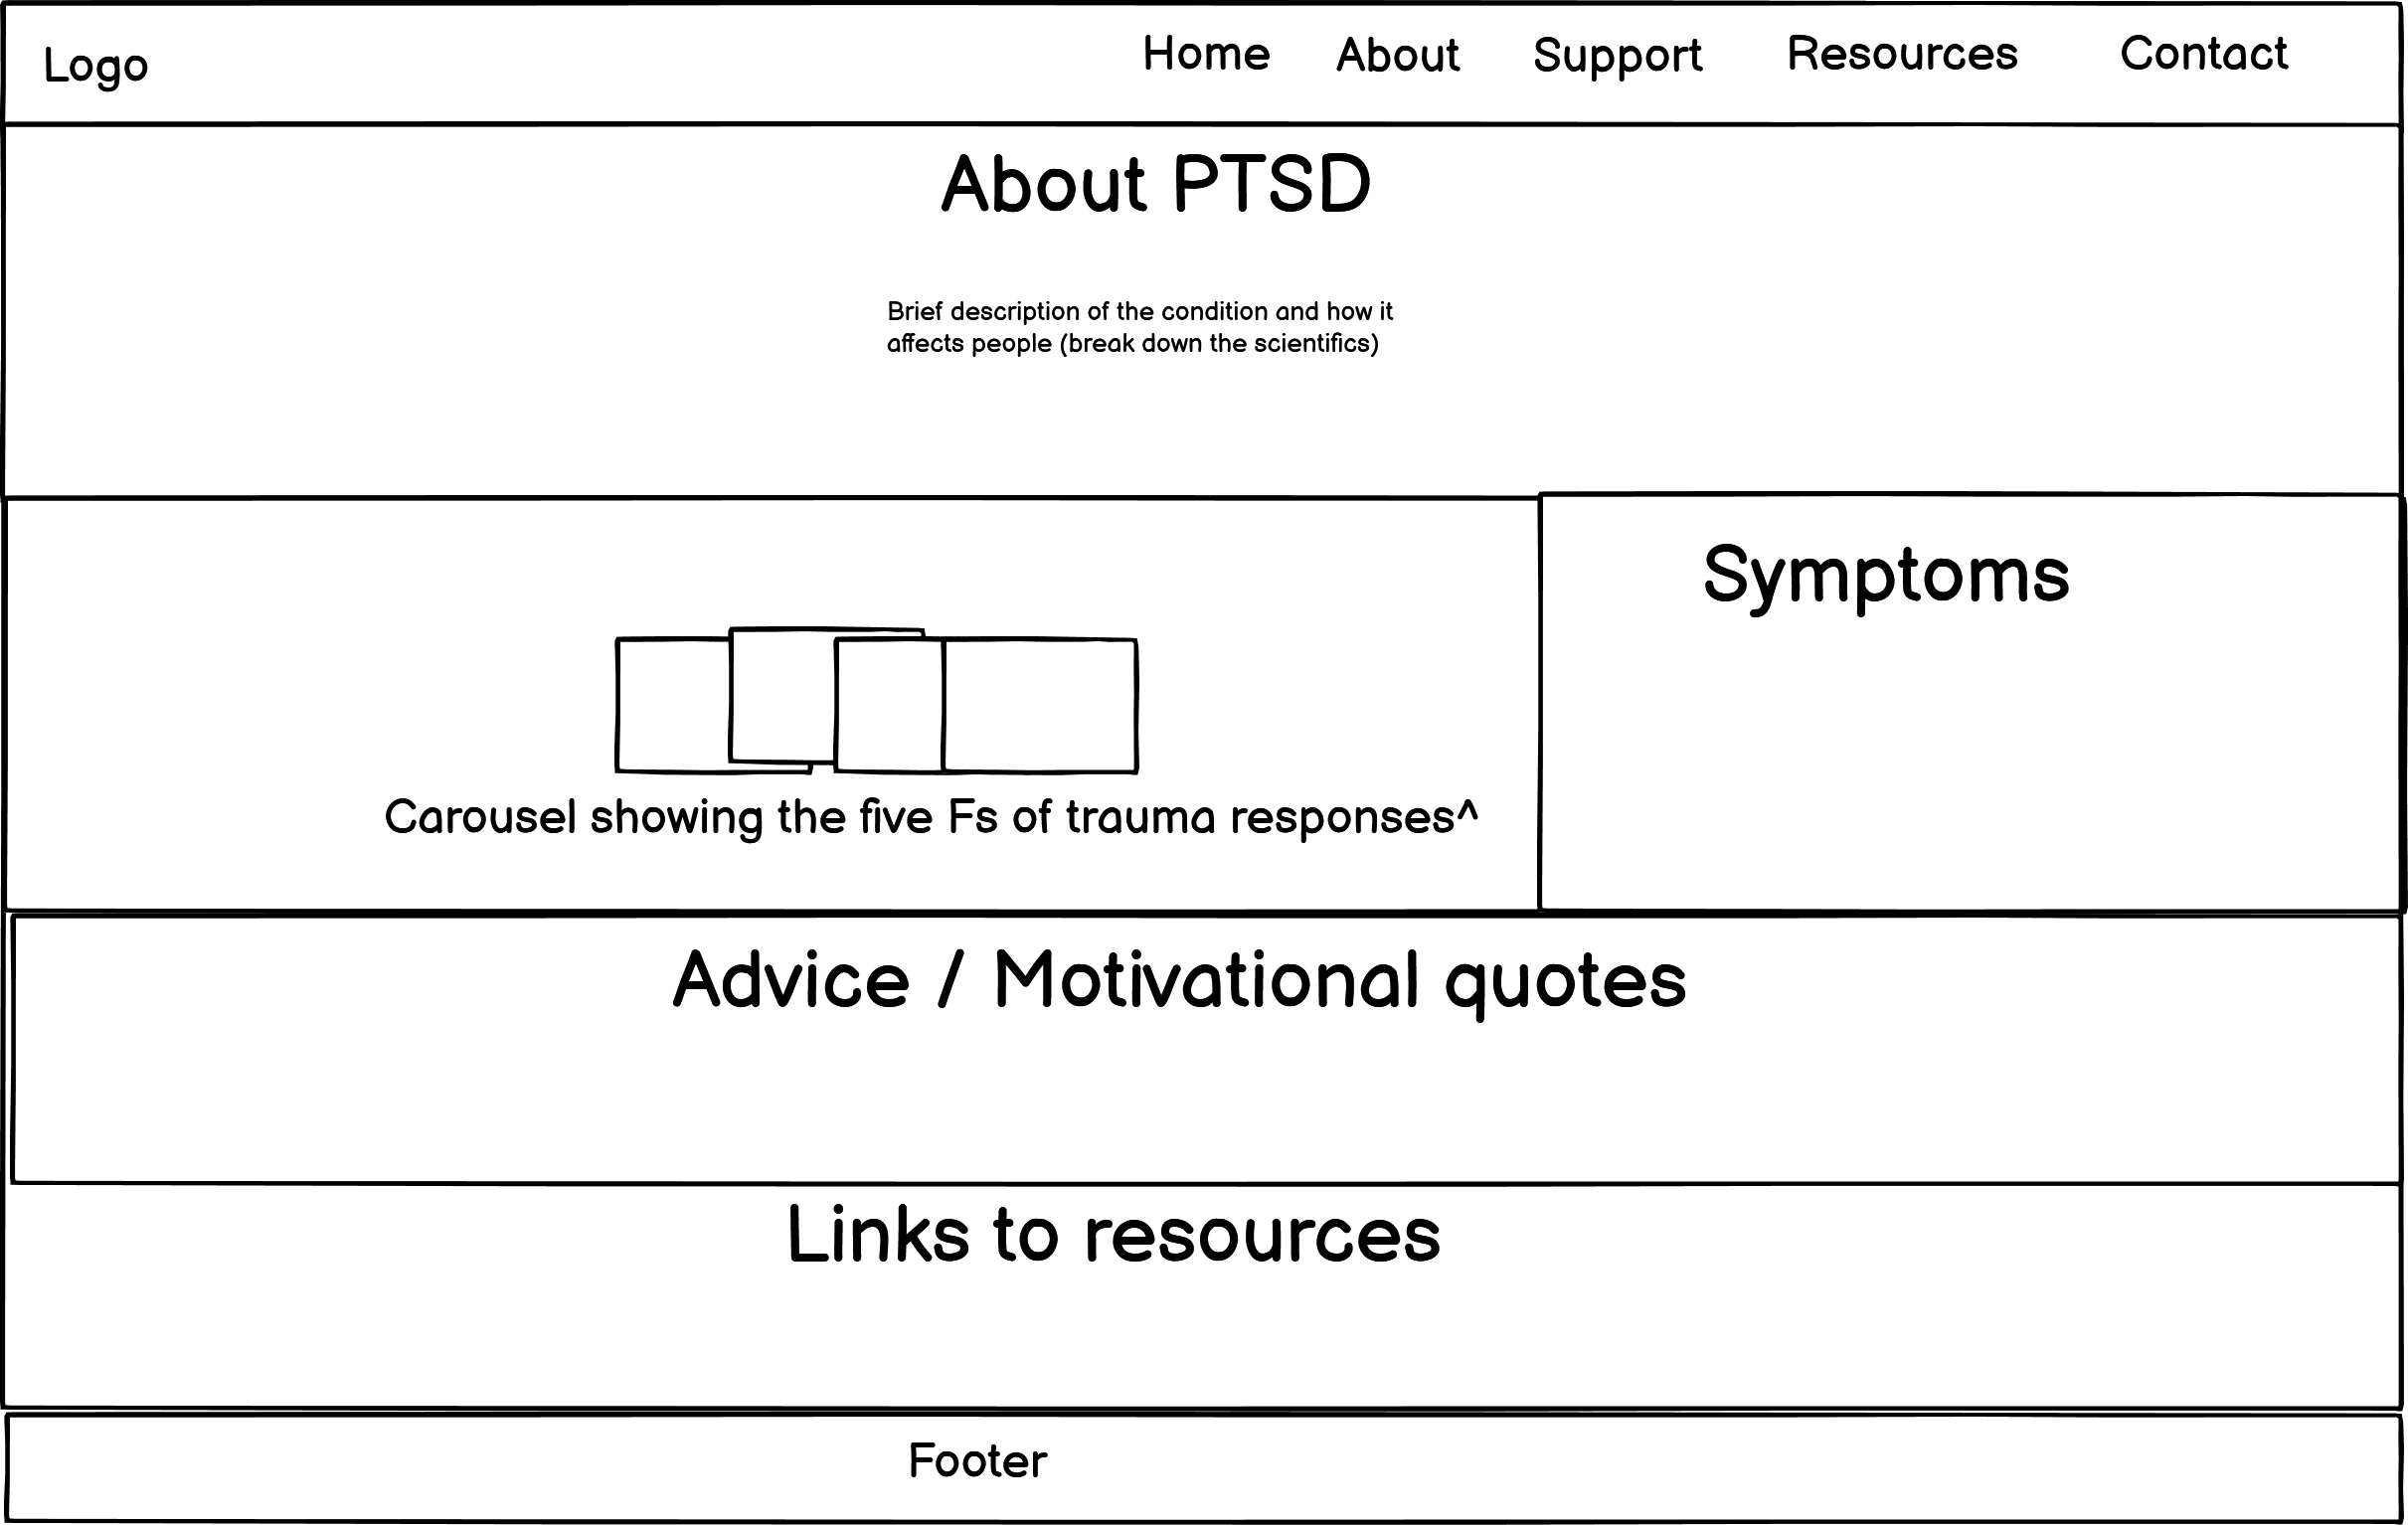 Logo
Home About Support Resources Contact
About PTSD
Brief description of the condition and how it
affects people (break down the scientifics)
Symptoms
Carousel showing the five Fs of trauma responses^
Advice / Motivational quotes
Links to resources
Footer